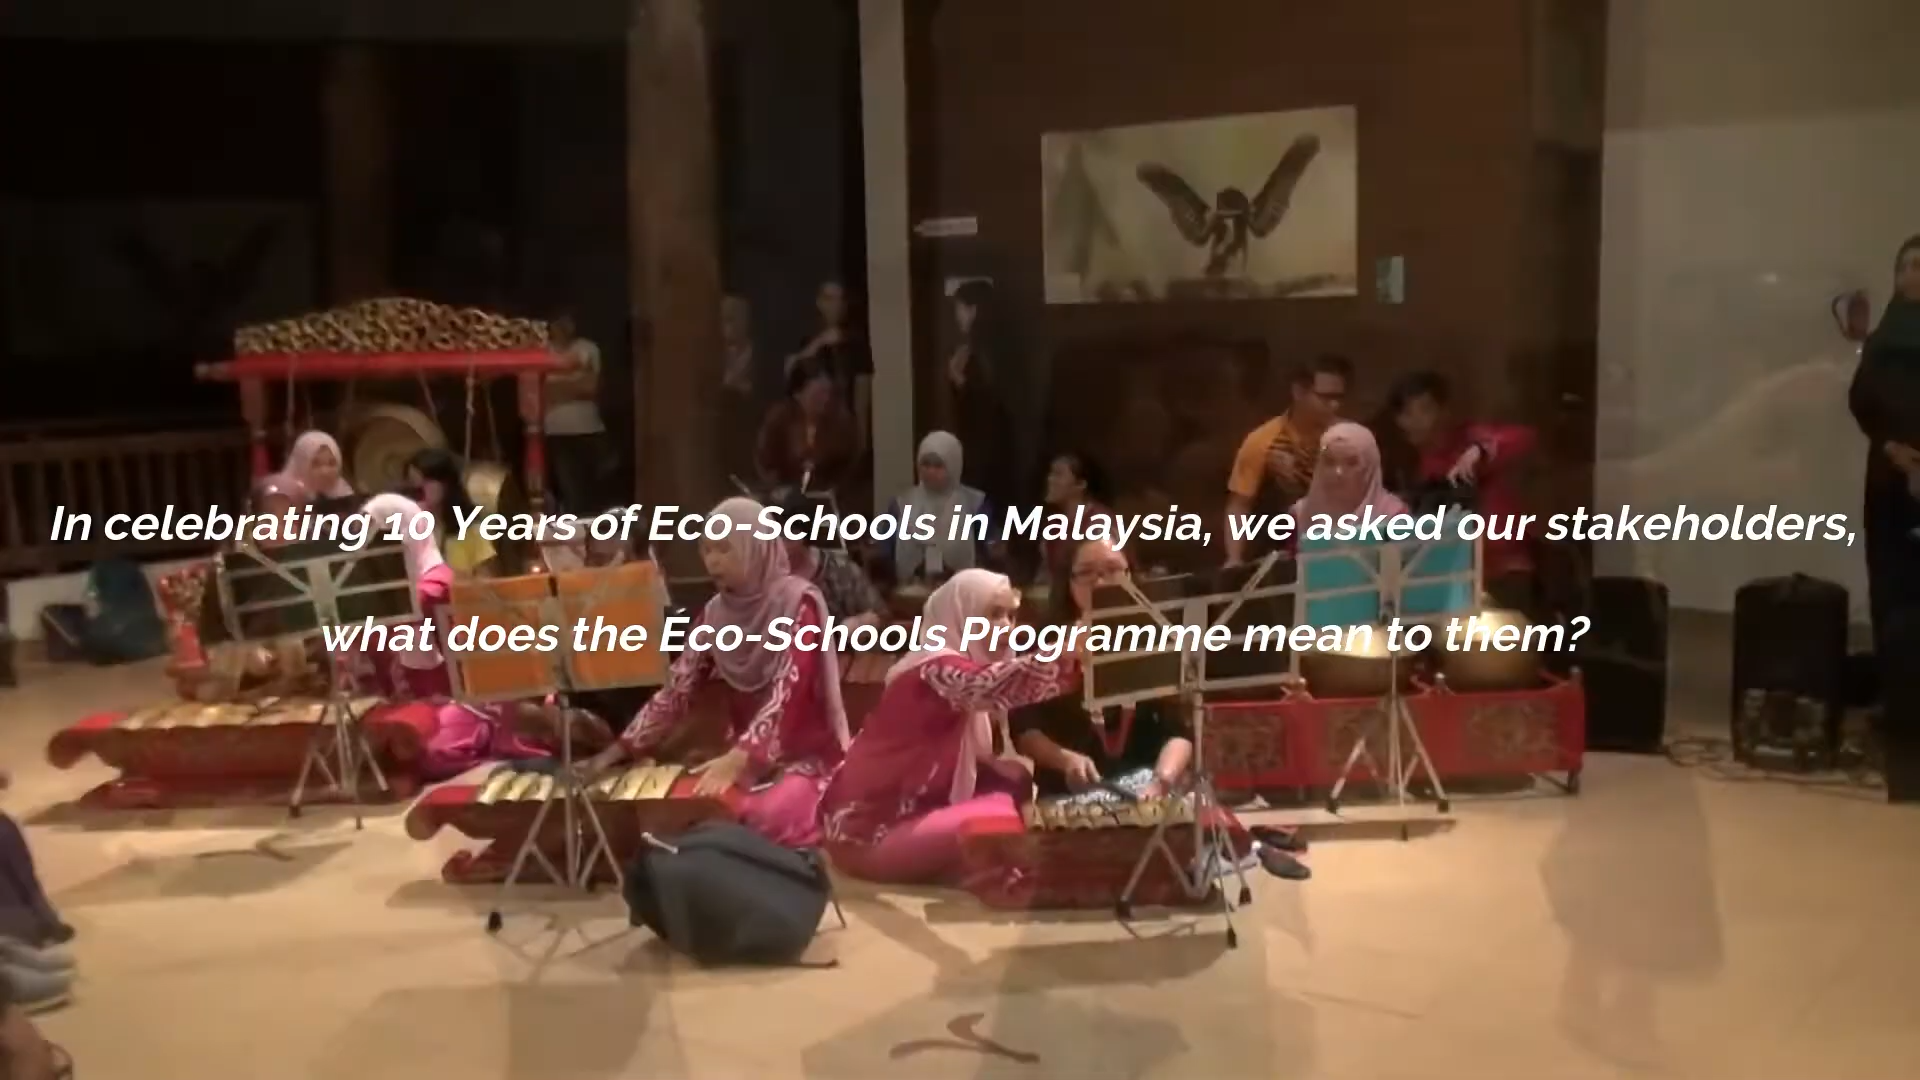 In celebrating 10 Years of Eco-Schools in Malaysia, we asked our stakeholders,
what does the Eco-Schools Programme mean to them?